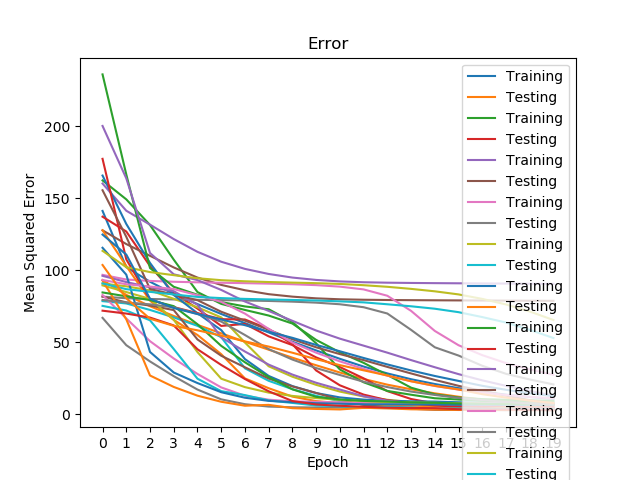 Error
Mean Squared Error
200
150
100
50
0
0 1 2 3 4 5 6 7 8 9 10 11 12 13 14 15 16 17 18 19
Epoch
Training
Testing
Training
Testing
Training
Testing
Training
Testing
Training
Testing
Training
Testing
Training
Testing
Training
Testing
Training
Testing
Training
Testing